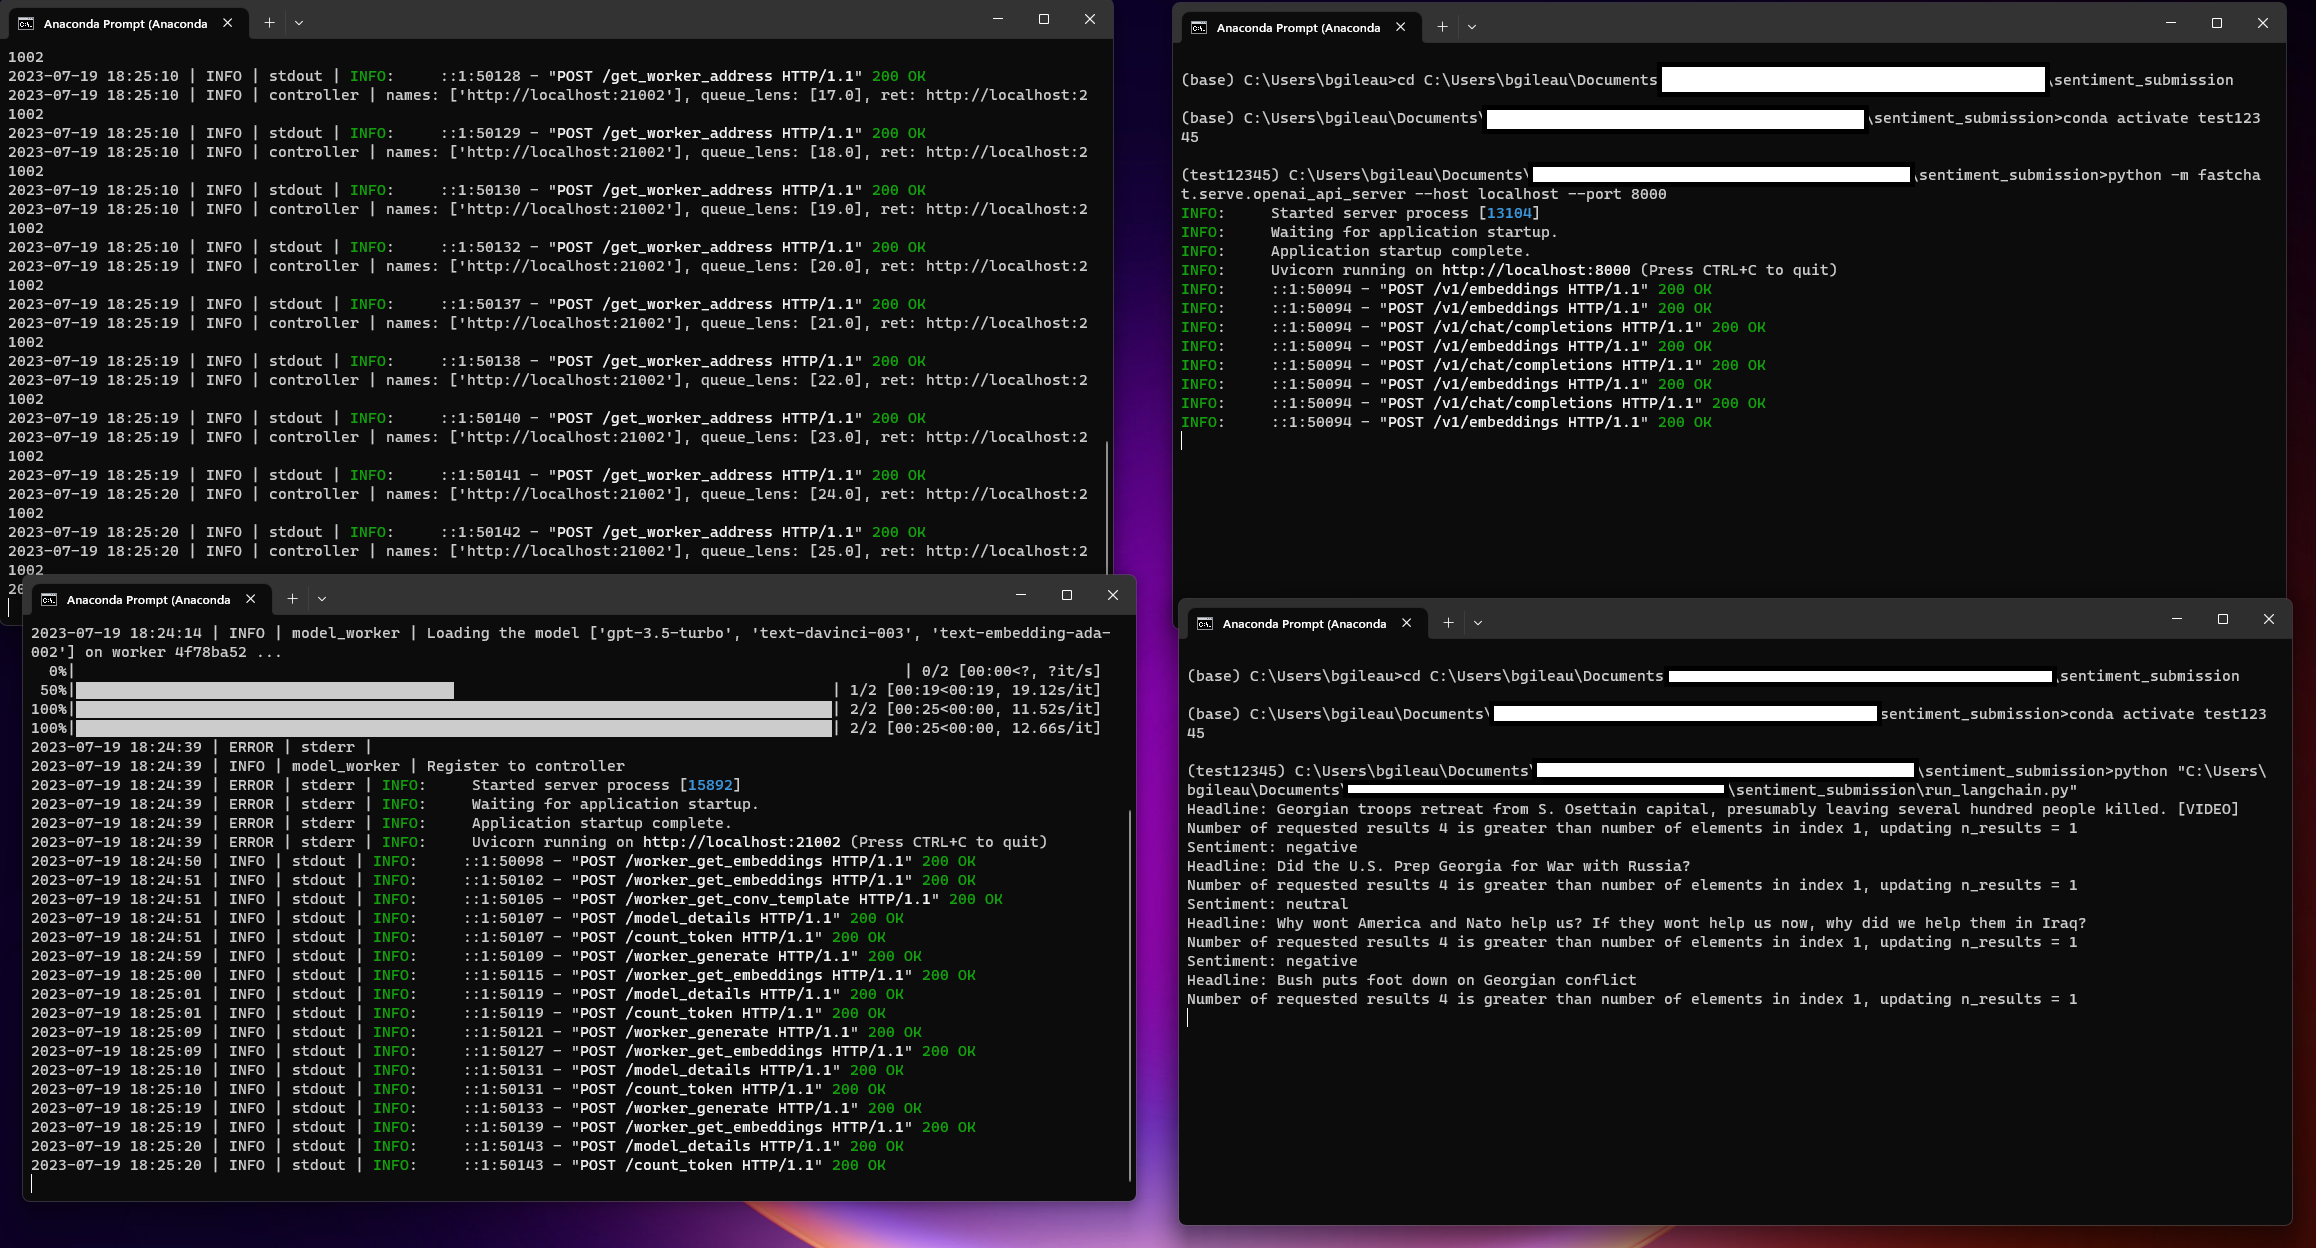 Anaconda Prompt (Anaconda
1002
2023-07-19 18:25:10 | INFO | stdout | INFO:     ::1:50128 - "POST /get_worker_address HTTP/1.1" 200 OK
2023-07-19 18:25:10 | INFO | controller | names: ['http://localhost:21002'], queue_lens: [17.0], ret: http://localhost:2
1002
2023-07-19 18:25:10 | INFO | stdout | INFO:     ::1:50129 - "POST /get_worker_address HTTP/1.1" 200 OK
2023-07-19 18:25:10 | INFO | controller | names: ['http://localhost:21002'], queue_lens: [18.0], ret: http://localhost:2
1002
2023-07-19 18:25:10 | INFO | stdout | INFO:     ::1:50130 - "POST /get_worker_address HTTP/1.1" 200 OK
2023-07-19 18:25:10 | INFO | controller | names: ['http://localhost:21002'], queue_lens: [19.0], ret: http://localhost:2
1002
2023-07-19 18:25:10 | INFO | stdout | INFO:     ::1:50132 - "POST /get_worker_address HTTP/1.1" 200 OK
2023-07-19 18:25:19 | INFO | controller | names: ['http://localhost:21002'], queue_lens: [20.0], ret: http://localhost:2
1002
2023-07-19 18:25:19 | INFO | stdout | INFO:     ::1:50137 - "POST /get_worker_address HTTP/1.1" 200 OK
2023-07-19 18:25:19 | INFO | controller | names: ['http://localhost:21002'], queue_lens: [21.0], ret: http://localhost:2
1002
2023-07-19 18:25:19 | INFO | stdout | INFO:     ::1:50138 - "POST /get_worker_address HTTP/1.1" 200 OK
2023-07-19 18:25:19 | INFO | controller | names: ['http://localhost:21002'], queue_lens: [22.0], ret: http://localhost:2
1002
2023-07-19 18:25:19 | INFO | stdout | INFO:     ::1:50140 - "POST /get_worker_address HTTP/1.1" 200 OK
2023-07-19 18:25:19 | INFO | controller | names: ['http://localhost:21002'], queue_lens: [23.0], ret: http://localhost:2
1002
2023-07-19 18:25:19 | INFO | stdout | INFO:     ::1:50141 - "POST /get_worker_address HTTP/1.1" 200 OK
2023-07-19 18:25:20 | INFO | controller | names: ['http://localhost:21002'], queue_lens: [24.0], ret: http://localhost:2
1002
2023-07-19 18:25:20 | INFO | stdout | INFO:     ::1:50142 - "POST /get_worker_address HTTP/1.1" 200 OK
2023-07-19 18:25:20 | INFO | controller | names: ['http://localhost:21002'], queue_lens: [25.0], ret: http://localhost:2
1002
20
Anaconda Prompt (Anaconda
(base) C:\Users\bgileau>cd C:\Users\bgileau\Documents \sentiment_submission
(base) C:\Users\bgileau\Documents\ \sentiment_submission>conda activate test123
45
(test12345) C:\Users\bgileau\Documents\ \sentiment_submission>python -m fastcha
t.serve.openai_api_server --host localhost --port 8000
INFO:     Started server process [13104]
INFO:     Waiting for application startup.
INFO:     Application startup complete.
INFO:     Uvicorn running on http://localhost:8000 (Press CTRL+C to quit)
INFO:     ::1:50094 - "POST /v1/embeddings HTTP/1.1" 200 OK
INFO:     ::1:50094 - "POST /v1/embeddings HTTP/1.1" 200 OK
INFO:     ::1:50094 - "POST /v1/chat/completions HTTP/1.1" 200 OK
INFO:     ::1:50094 - "POST /v1/embeddings HTTP/1.1" 200 OK
INFO:     ::1:50094 - "POST /v1/chat/completions HTTP/1.1" 200 OK
INFO:     ::1:50094 - "POST /v1/embeddings HTTP/1.1" 200 OK
INFO:     ::1:50094 - "POST /v1/chat/completions HTTP/1.1" 200 OK
INFO:     ::1:50094 - "POST /v1/embeddings HTTP/1.1" 200 OK
Anaconda Prompt (Anaconda
2023-07-19 18:24:14 | INFO | model_worker | Loading the model ['gpt-3.5-turbo', 'text-davinci-003', 'text-embedding-ada-
002'] on worker 4f78ba52 ...
0%| | 0/2 [00:00<?, ?it/s]
50%| | 1/2 [00:19<00:19, 19.12s/it]
100%| | 2/2 [00:25<00:00, 11.52s/it]
100%| | 2/2 [00:25<00:00, 12.66s/it]
2023-07-19 18:24:39 | ERROR | stderr |
2023-07-19 18:24:39 | INFO | model_worker | Register to controller
2023-07-19 18:24:39 | ERROR | stderr | INFO:     Started server process [15892]
2023-07-19 18:24:39 | ERROR | stderr | INFO:     Waiting for application startup.
2023-07-19 18:24:39 | ERROR | stderr | INFO:     Application startup complete.
2023-07-19 18:24:39 | ERROR | stderr | INFO:     Uvicorn running on http://localhost:21002 (Press CTRL+C to quit)
2023-07-19 18:24:50 | INFO | stdout | INFO:     ::1:50098 - "POST /worker_get_embeddings HTTP/1.1" 200 OK
2023-07-19 18:24:51 | INFO | stdout | INFO:     ::1:50102 - "POST /worker_get_embeddings HTTP/1.1" 200 OK
2023-07-19 18:24:51 | INFO | stdout | INFO:     ::1:50105 - "POST /worker_get_conv_template HTTP/1.1" 200 OK
2023-07-19 18:24:51 | INFO | stdout | INFO:     ::1:50107 - "POST /model_details HTTP/1.1" 200 OK
2023-07-19 18:24:51 | INFO | stdout | INFO:     ::1:50107 - "POST /count_token HTTP/1.1" 200 OK
2023-07-19 18:24:59 | INFO | stdout | INFO:     ::1:50109 - "POST /worker_generate HTTP/1.1" 200 OK
2023-07-19 18:25:00 | INFO | stdout | INFO:     ::1:50115 - "POST /worker_get_embeddings HTTP/1.1" 200 OK
2023-07-19 18:25:01 | INFO | stdout | INFO:     ::1:50119 - "POST /model_details HTTP/1.1" 200 OK
2023-07-19 18:25:01 | INFO | stdout | INFO:     ::1:50119 - "POST /count_token HTTP/1.1" 200 OK
2023-07-19 18:25:09 | INFO | stdout | INFO:     ::1:50121 - "POST /worker_generate HTTP/1.1" 200 OK
2023-07-19 18:25:09 | INFO | stdout | INFO:     ::1:50127 - "POST /worker_get_embeddings HTTP/1.1" 200 OK
2023-07-19 18:25:10 | INFO | stdout | INFO:     ::1:50131 - "POST /model_details HTTP/1.1" 200 OK
2023-07-19 18:25:10 | INFO | stdout | INFO:     ::1:50131 - "POST /count_token HTTP/1.1" 200 OK
2023-07-19 18:25:19 | INFO | stdout | INFO:     ::1:50133 - "POST /worker_generate HTTP/1.1" 200 OK
2023-07-19 18:25:19 | INFO | stdout | INFO:     ::1:50139 - "POST /worker_get_embeddings HTTP/1.1" 200 OK
2023-07-19 18:25:20 | INFO | stdout | INFO:     ::1:50143 - "POST /model_details HTTP/1.1" 200 OK
2023-07-19 18:25:20 | INFO | stdout | INFO:     ::1:50143 - "POST /count_token HTTP/1.1" 200 OK
Anaconda Prompt (Anaconda
(base) C:\Users\bgileau>cd C:\Users\bgileau\Documents \sentiment_submission
(base) C:\Users\bgileau\Documents\ sentiment_submission>conda activate test123
45
(test12345) C:\Users\bgileau\Documents\ \sentiment_submission>python "C:\Users\
bgileau\Documents\ \sentiment_submission\run_langchain.py"
Headline: Georgian troops retreat from S. Osettain capital, presumably leaving several hundred people killed. [VIDEO]
Number of requested results 4 is greater than number of elements in index 1, updating n_results = 1
Sentiment: negative
Headline: Did the U.S. Prep Georgia for War with Russia?
Number of requested results 4 is greater than number of elements in index 1, updating n_results = 1
Sentiment: neutral
Headline: Why wont America and Nato help us? If they wont help us now, why did we help them in Iraq?
Number of requested results 4 is greater than number of elements in index 1, updating n_results = 1
Sentiment: negative
Headline: Bush puts foot down on Georgian conflict
Number of requested results 4 is greater than number of elements in index 1, updating n_results = 1